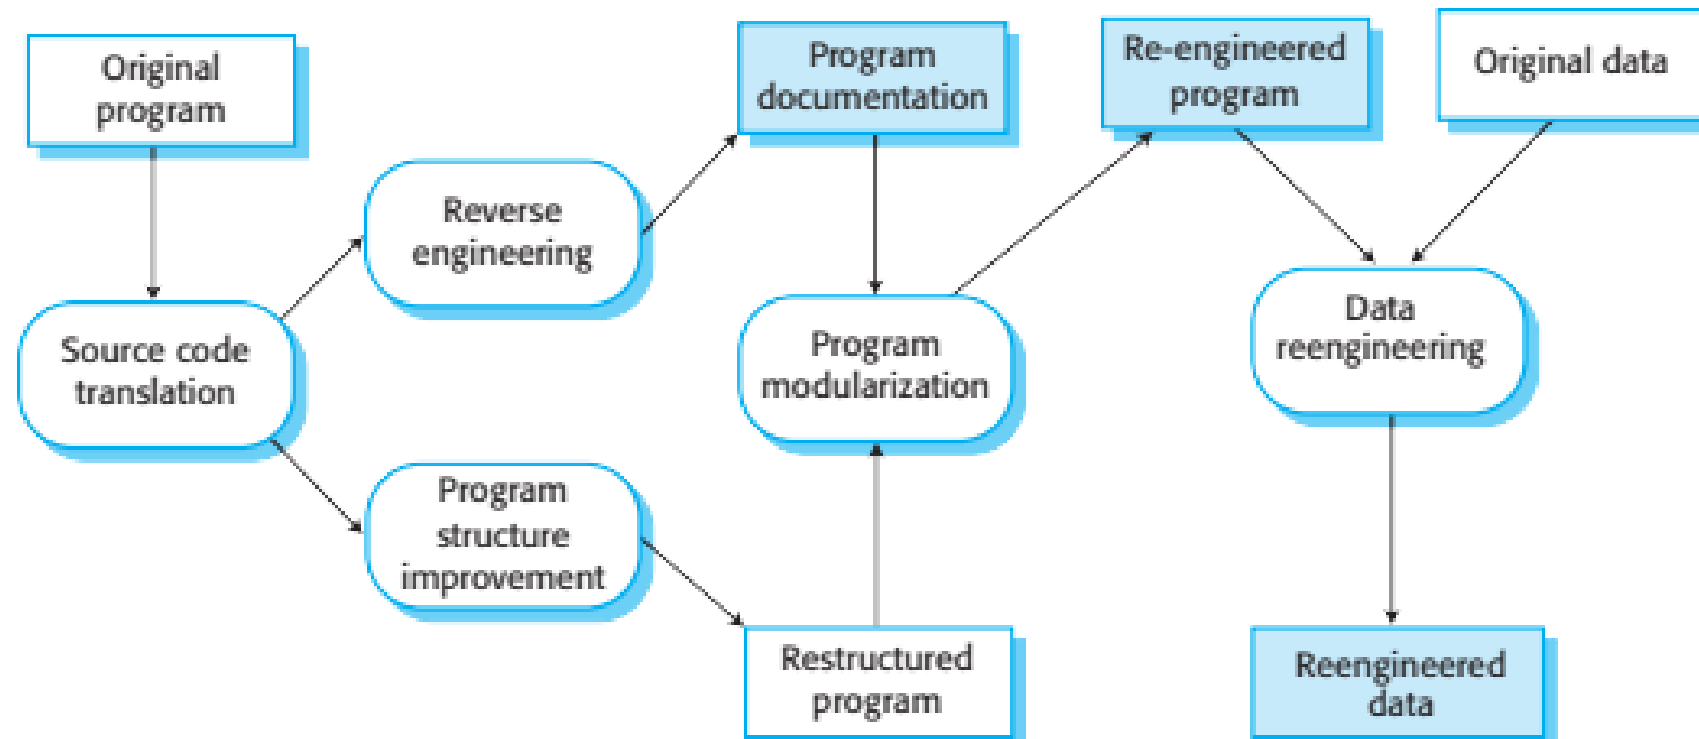 Original
program
Source code
translation
Reverse
engineering
Program
structure
improvement
Program
documentation
Program
modularization
Restructured
program
Re-engineered
program
Original data
Data
reengineering
Reengineered
data